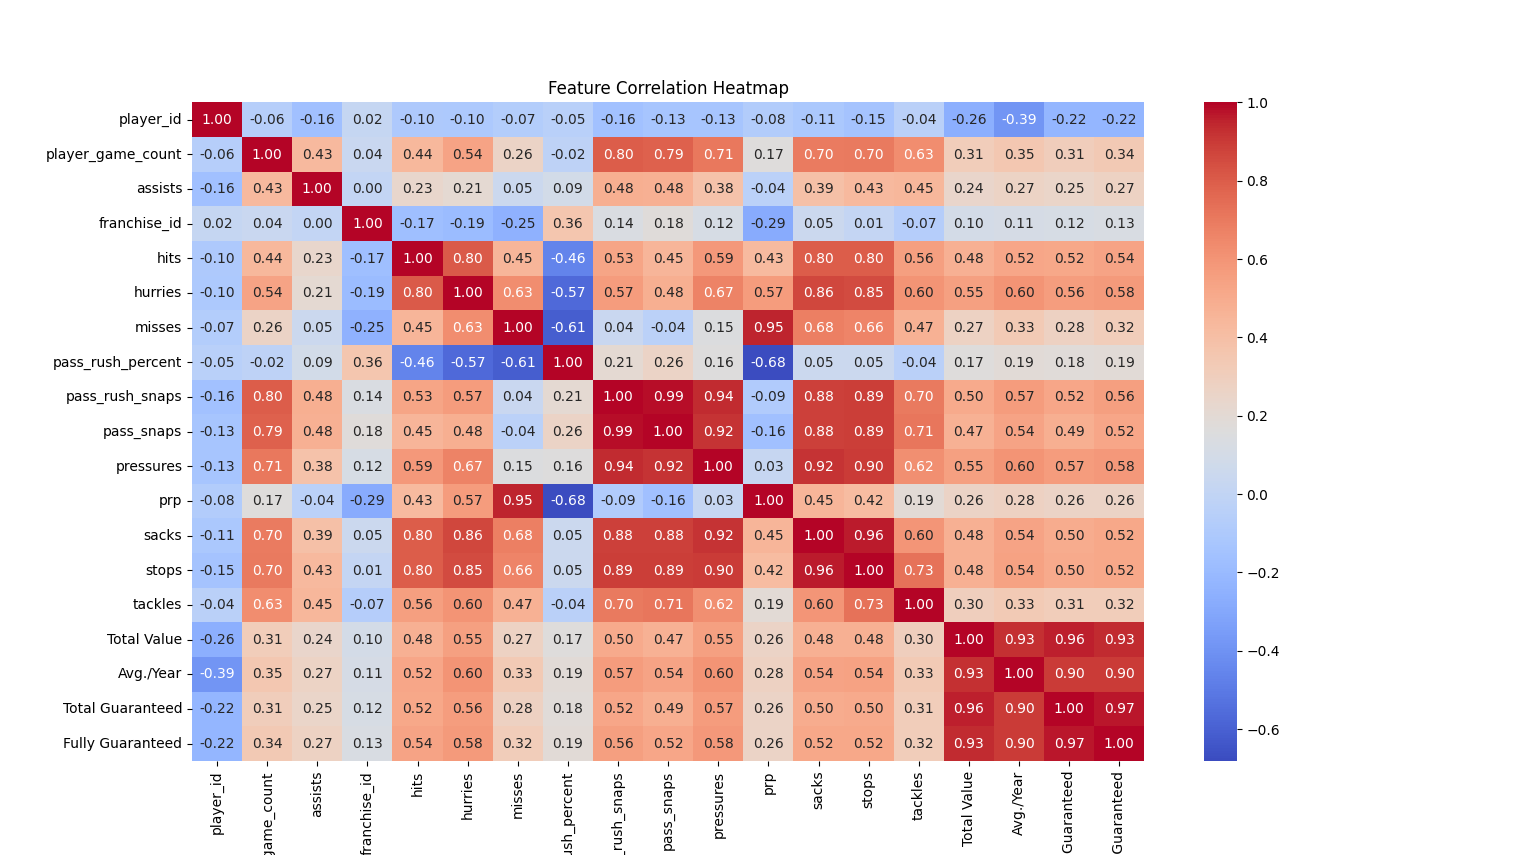 Feature Correlation Heatmap
player_id 1.00 -0.06 -0.16 0.02 -0.10 -0.10 -0.07 -0.05 -0.16 -0.13 -0.13 -0.08 -0.11 -0.15 -0.04 -0.26 -0.39 -0.22 -0.22
player_game_count -0.06 1.00 0.43 0.04 0.44 0.54 0.26 -0.02 0.80 0.79 0.71 0.17 0.70 0.70 0.63 0.31 0.35 0.31 0.34
assists -0.16 0.43 1.00 0.00 0.23 0.21 0.05 0.09 0.48 0.48 0.38 -0.04 0.39 0.43 0.45 0.24 0.27 0.25 0.27
franchise_id 0.02 0.04 0.00 1.00 -0.17 -0.19 -0.25 0.36 0.14 0.18 0.12 -0.29 0.05 0.01 -0.07 0.10 0.11 0.12 0.13
hits -0.10 0.44 0.23 -0.17 1.00 0.80 0.45 -0.46 0.53 0.45 0.59 0.43 0.80 0.80 0.56 0.48 0.52 0.52 0.54
hurries -0.10 0.54 0.21 -0.19 0.80 1.00 0.63 -0.57 0.57 0.48 0.67 0.57 0.86 0.85 0.60 0.55 0.60 0.56 0.58
misses -0.07 0.26 0.05 -0.25 0.45 0.63 1.00 -0.61 0.04 -0.04 0.15 0.95 0.68 0.66 0.47 0.27 0.33 0.28 0.32
pass_rush_percent -0.05 -0.02 0.09 0.36 -0.46 -0.57 -0.61 1.00 0.21 0.26 0.16 -0.68 0.05 0.05 -0.04 0.17 0.19 0.18 0.19
pass_rush_snaps -0.16 0.80 0.48 0.14 0.53 0.57 0.04 0.21 1.00 0.99 0.94 -0.09 0.88 0.89 0.70 0.50 0.57 0.52 0.56
pass_snaps -0.13 0.79 0.48 0.18 0.45 0.48 -0.04 0.26 0.99 1.00 0.92 -0.16 0.88 0.89 0.71 0.47 0.54 0.49 0.52
pressures -0.13 0.71 0.38 0.12 0.59 0.67 0.15 0.16 0.94 0.92 1.00 0.03 0.92 0.90 0.62 0.55 0.60 0.57 0.58
prp -0.08 0.17 -0.04 -0.29 0.43 0.57 0.95 -0.68 -0.09 -0.16 0.03 1.00 0.45 0.42 0.19 0.26 0.28 0.26 0.26
sacks -0.11 0.70 0.39 0.05 0.80 0.86 0.68 0.05 0.88 0.88 0.92 0.45 1.00 0.96 0.60 0.48 0.54 0.50 0.52
stops -0.15 0.70 0.43 0.01 0.80 0.85 0.66 0.05 0.89 0.89 0.90 0.42 0.96 1.00 0.73 0.48 0.54 0.50 0.52
tackles -0.04 0.63 0.45 -0.07 0.56 0.60 0.47 -0.04 0.70 0.71 0.62 0.19 0.60 0.73 1.00 0.30 0.33 0.31 0.32
Total Value -0.26 0.31 0.24 0.10 0.48 0.55 0.27 0.17 0.50 0.47 0.55 0.26 0.48 0.48 0.30 1.00 0.93 0.96 0.93
Avg./Year -0.39 0.35 0.27 0.11 0.52 0.60 0.33 0.19 0.57 0.54 0.60 0.28 0.54 0.54 0.33 0.93 1.00 0.90 0.90
Total Guaranteed -0.22 0.31 0.25 0.12 0.52 0.56 0.28 0.18 0.52 0.49 0.57 0.26 0.50 0.50 0.31 0.96 0.90 1.00 0.97
Fully Guaranteed -0.22 0.34 0.27 0.13 0.54 0.58 0.32 0.19 0.56 0.52 0.58 0.26 0.52 0.52 0.32 0.93 0.90 0.97 1.00
player_id
game_count
assists
franchise_id
hits
hurries
misses
ush_percent
_rush_snaps
pass_snaps
pressures
prp
sacks
stops
tackles
Total Value
Avg./Year
Guaranteed
Guaranteed
1.0
0.8
0.6
0.4
0.2
0.0
−0.2
−0.4
−0.6